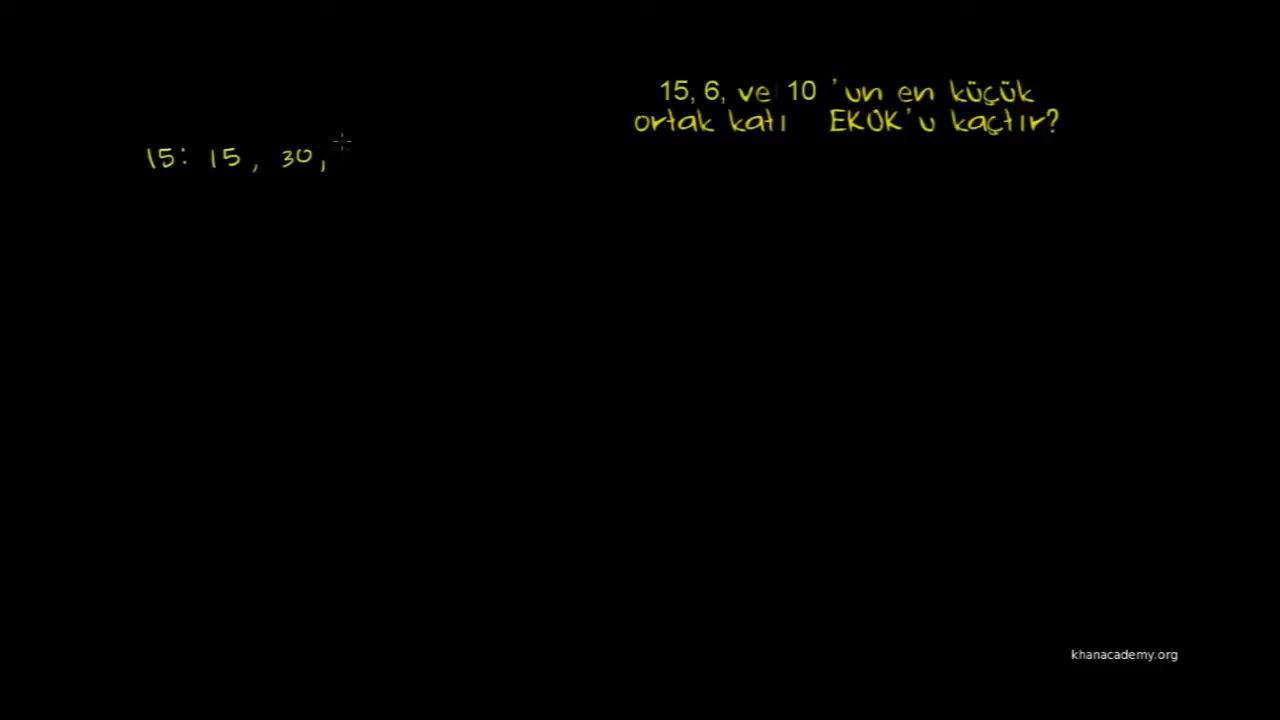 15, 6, ve 10 'un en küçük
ortak katı EKOK'u kaçtır?
15: 15, 30,
khanacademy.org